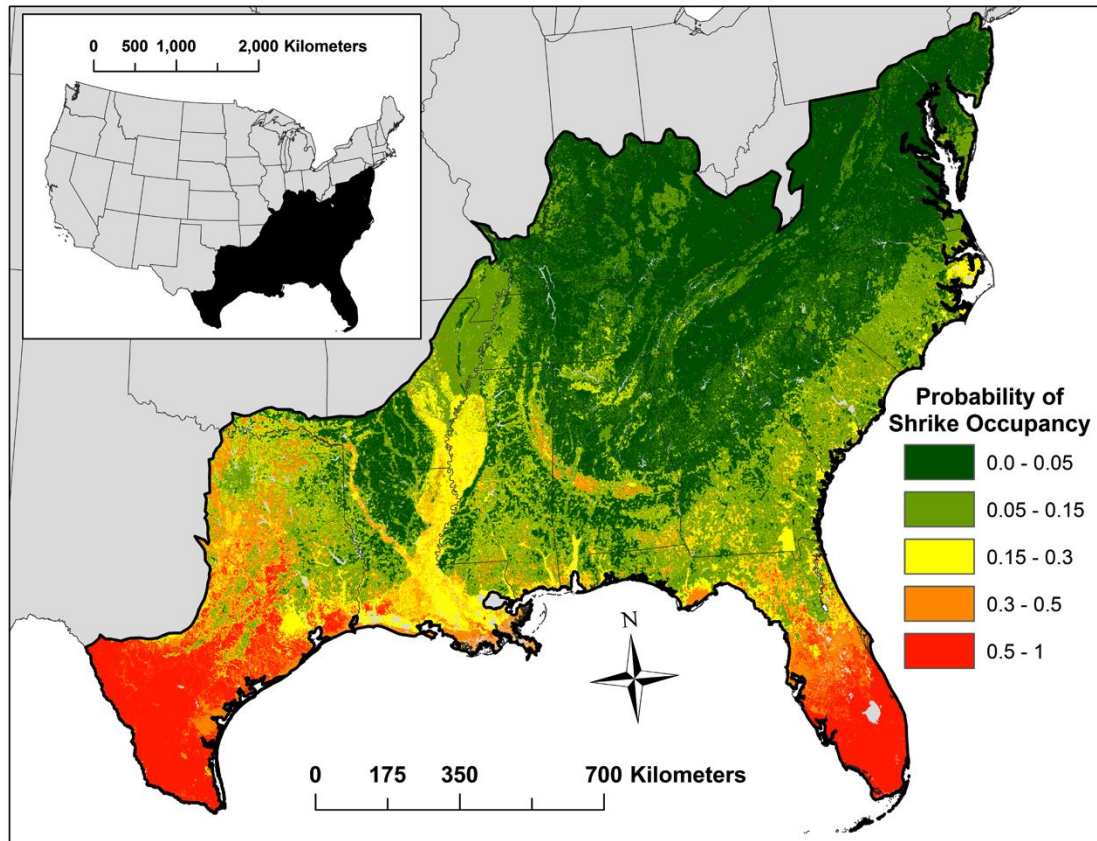 0 500 1,000 2,000 Kilometers
Probability of
Shrike Occupancy
0.0 - 0.05
0.05 - 0.15
0.15 - 0.3
0.3 - 0.5
0.5 - 1
N
0 175 350 700 Kilometers